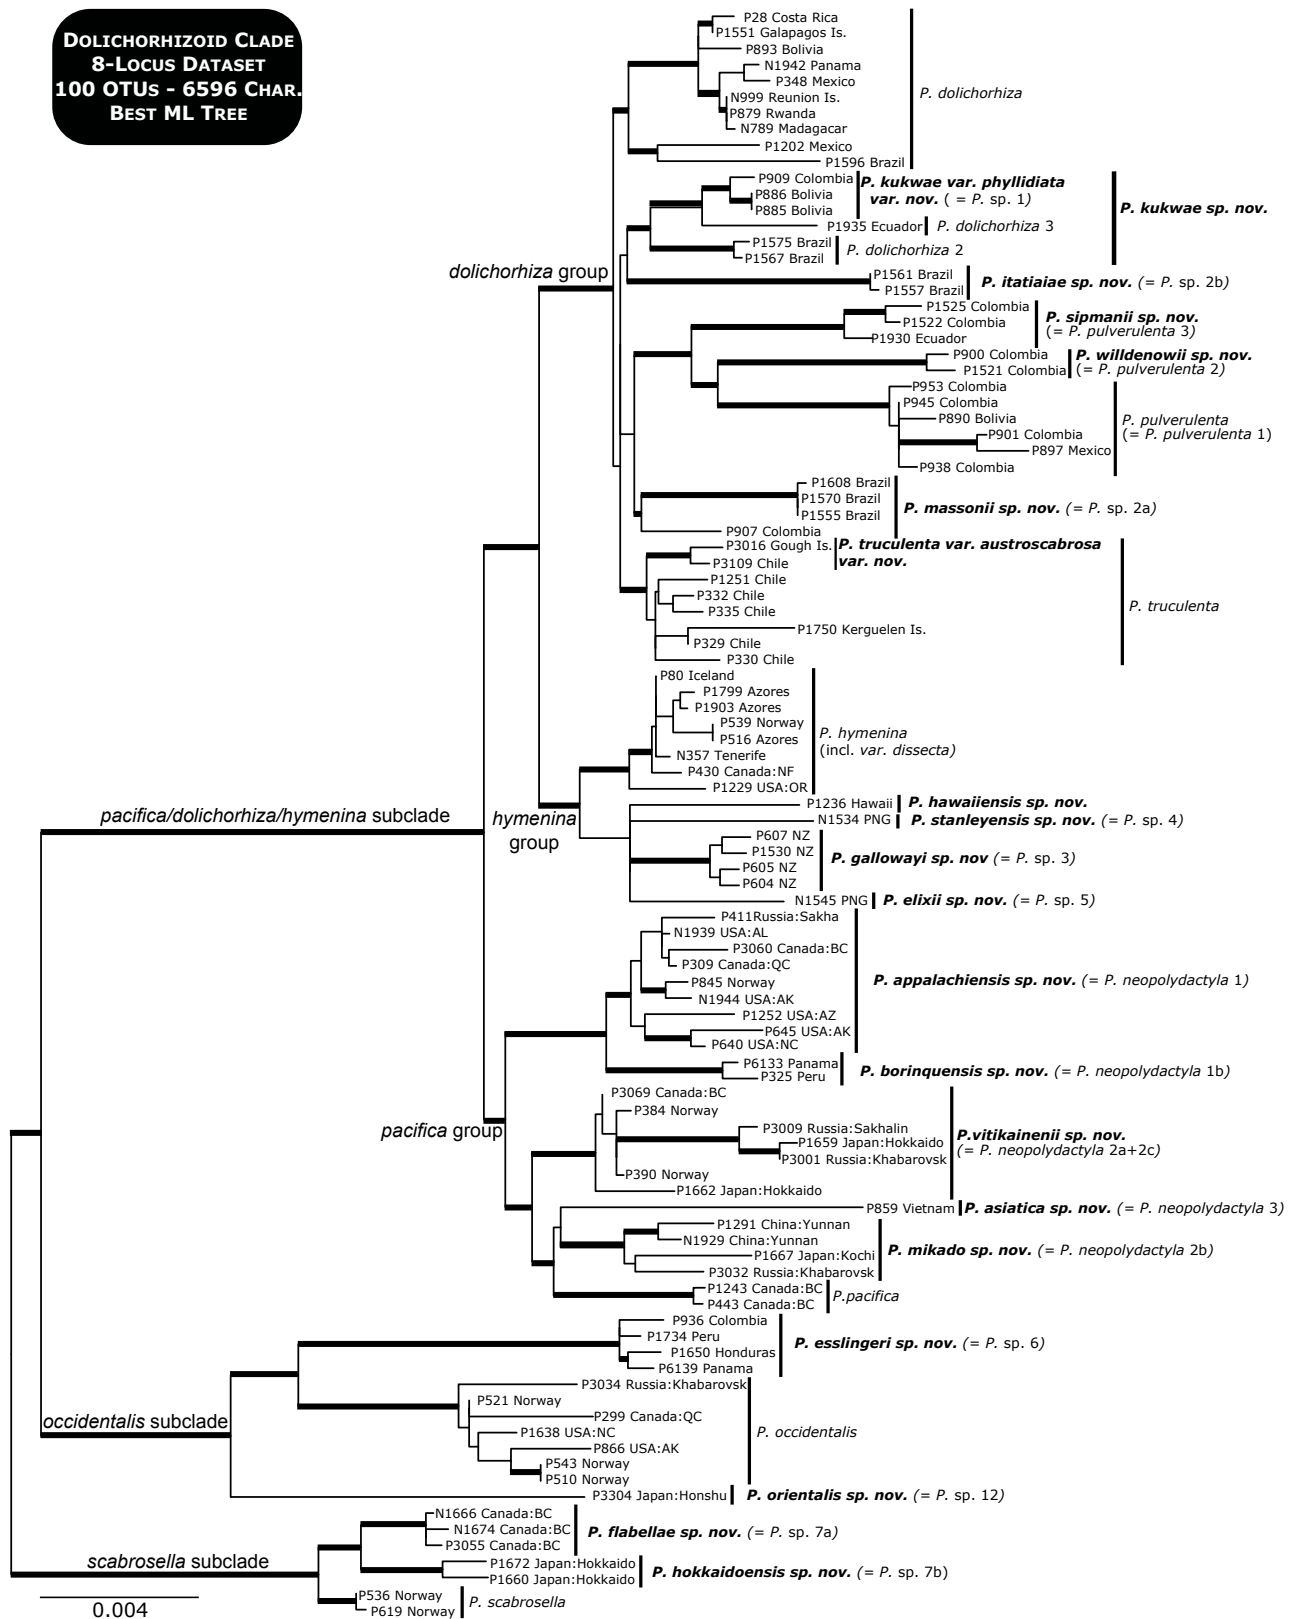 DOLICHORHIZOID CLADE
8-LOCUS DATASET
100 OTUS - 6596 CHAR.
BEST ML TREE
P28 Costa Rica
P1551 Galapagos Is.
P893 Bolivia
N1942 Panama
P348 Mexico
N999 Reunion Is.
P879 Rwanda
N789 Madagacar
P1202 Mexico
P1596 Brazil
P. dolichorhiza
P909 Colombia
P886 Bolivia
P885 Bolivia
P. kukwae var. phyllidiata
var. nov. ( = P. sp. 1)
P1935 Ecuador
P. dolichorhiza 3
P1575 Brazil
P1567 Brazil
P. dolichorhiza 2
P. kukwae sp. nov.
dolichorhiza group
P1561 Brazil
P1557 Brazil
P. itatiaiae sp. nov. (= P. sp. 2b)
P1525 Colombia
P1522 Colombia
P1930 Ecuador
P. sipmanii sp. nov.
(= P. pulverulenta 3)
P900 Colombia
P1521 Colombia
P. willdenowii sp. nov.
(= P. pulverulenta 2)
P953 Colombia
P945 Colombia
P890 Bolivia
P901 Colombia
P897 Mexico
P938 Colombia
P. pulverulenta
(= P. pulverulenta 1)
P1608 Brazil
P1570 Brazil
P1555 Brazil
P907 Colombia
P. massonii sp. nov. (= P. sp. 2a)
P3016 Gough Is.
P3109 Chile
P. truculenta var. austroscabrosa
var. nov.
P1251 Chile
P332 Chile
P335 Chile
P1750 Kerguelen Is.
P329 Chile
P330 Chile
P. truculenta
P80 Iceland
P1799 Azores
P1903 Azores
P539 Norway
P516 Azores
N357 Tenerife
P430 Canada:NF
P1229 USA:OR
P. hymenina
(incl. var. dissecta)
pacifica/dolichorhiza/hymenina subclade
hymenina
group
P1236 Hawaii
P. hawaiiensis sp. nov.
N1534 PNG
P. stanleyensis sp. nov. (= P. sp. 4)
P607 NZ
P1530 NZ
P605 NZ
P604 NZ
P. gallowayi sp. nov (= P. sp. 3)
N1545 PNG
P. elixii sp. nov. (= P. sp. 5)
P411Russia:Sakha
N1939 USA:AL
P3060 Canada:BC
P309 Canada:QC
P845 Norway
N1944 USA:AK
P1252 USA:AZ
P645 USA:AK
P640 USA:NC
P. appalachiensis sp. nov. (= P. neopolydactyla 1)
P6133 Panama
P325 Peru
P. borinquensis sp. nov. (= P. neopolydactyla 1b)
pacifica group
P3069 Canada:BC
P384 Norway
P3009 Russia:Sakhalin
P1659 Japan:Hokkaido
P3001 Russia:Khabarovsk
P390 Norway
P1662 Japan:Hokkaido
P.vitikainenii sp. nov.
(= P. neopolydactyla 2a+2c)
P859 Vietnam
P. asiatica sp. nov. (= P. neopolydactyla 3)
P1291 China:Yunnan
N1929 China:Yunnan
P1667 Japan:Kochi
P3032 Russia:Khabarovsk
P. mikado sp. nov. (= P. neopolydactyla 2b)
P1243 Canada:BC
P443 Canada:BC
P.pacifica
P936 Colombia
P1734 Peru
P1650 Honduras
P6139 Panama
P. esslingeri sp. nov. (= P. sp. 6)
occidentalis subclade
P3034 Russia:Khabarovsk
P521 Norway
P299 Canada:QC
P1638 USA:NC
P866 USA:AK
P543 Norway
P510 Norway
P. occidentalis
P3304 Japan:Honshu
P. orientalis sp. nov. (= P. sp. 12)
N1666 Canada:BC
N1674 Canada:BC
P3055 Canada:BC
P. flabellae sp. nov. (= P. sp. 7a)
scabrosella subclade
P1672 Japan:Hokkaido
P1660 Japan:Hokkaido
P. hokkaidoensis sp. nov. (= P. sp. 7b)
P536 Norway
P619 Norway
P. scabrosella
0.004